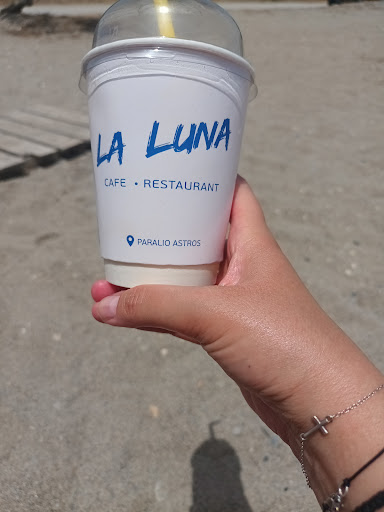 LA LUNA
CAFE • RESTAURANT
PARALIO ASTROS